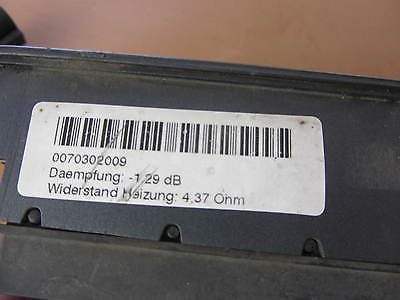 0070302009
Daempfung: -1.29 dB
Widerstand Heizung: 4.37 Ohm